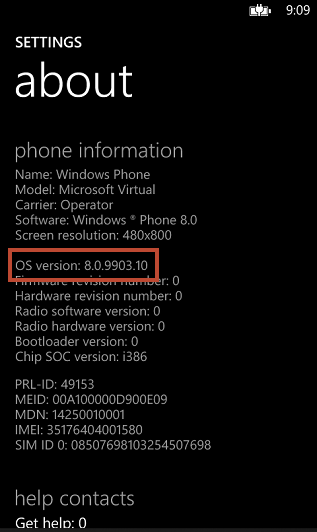 9:09
SETTINGS
about
phone information
Name: Windows Phone
Model: Microsoft Virtual
Carrier: Operator
Software: Windows ® Phone 8.0
Screen resolution: 480x800
OS version: 8.0.9903.10
Firmware revision number: 0
Hardware revision number: 0
Radio software version: 0
Radio hardware version: 0
Bootloader version: 0
Chip SOC version: i386
PRL-ID: 49153
MEID: 00A100000D900E09
MDN: 14250010001
IMEI: 35176404001580
SIM ID 0: 08507698103254507698
help contacts
Get help: 0